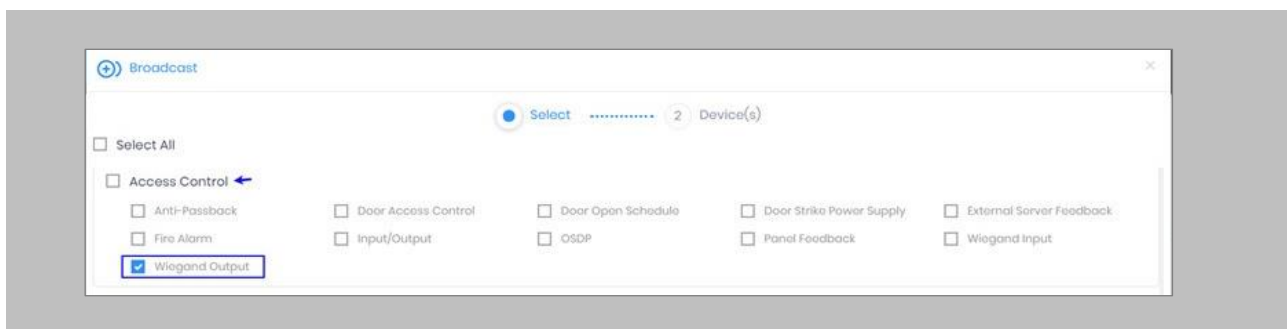 Broadcast
Select 2 Device(s)
Select All
Access Control
Anti-Passback Door Access Control Door Open Schedule Door Strike Power Supply External Server Feedback
Fire Alarm Input/Output OSDP Panel Feedback Wiegand Input
Wiegand Output